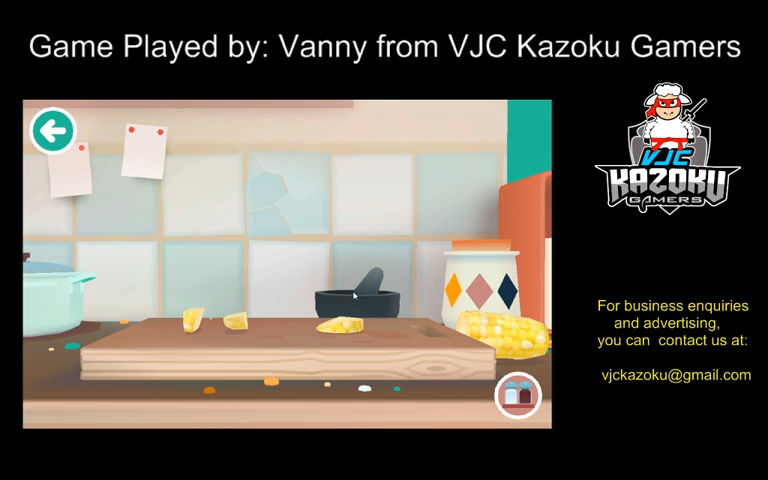 Game Played by: Vanny from VJC Kazoku Gamers
VJC
KAZOKU
GAMERS
For business enquiries
and advertising,
you can contact us at:
vjckazoku@gmail.com